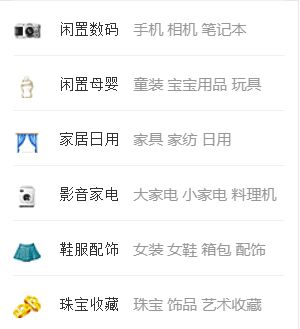 闲置数码 手机 相机 笔记本
闲置母婴 童装 宝宝用品 玩具
家居日用 家具 家纺 日用
影音家电 大家电 小家电 料理机
鞋服配饰 女装 女鞋 箱包 配饰
珠宝收藏 珠宝 饰品 艺术收藏